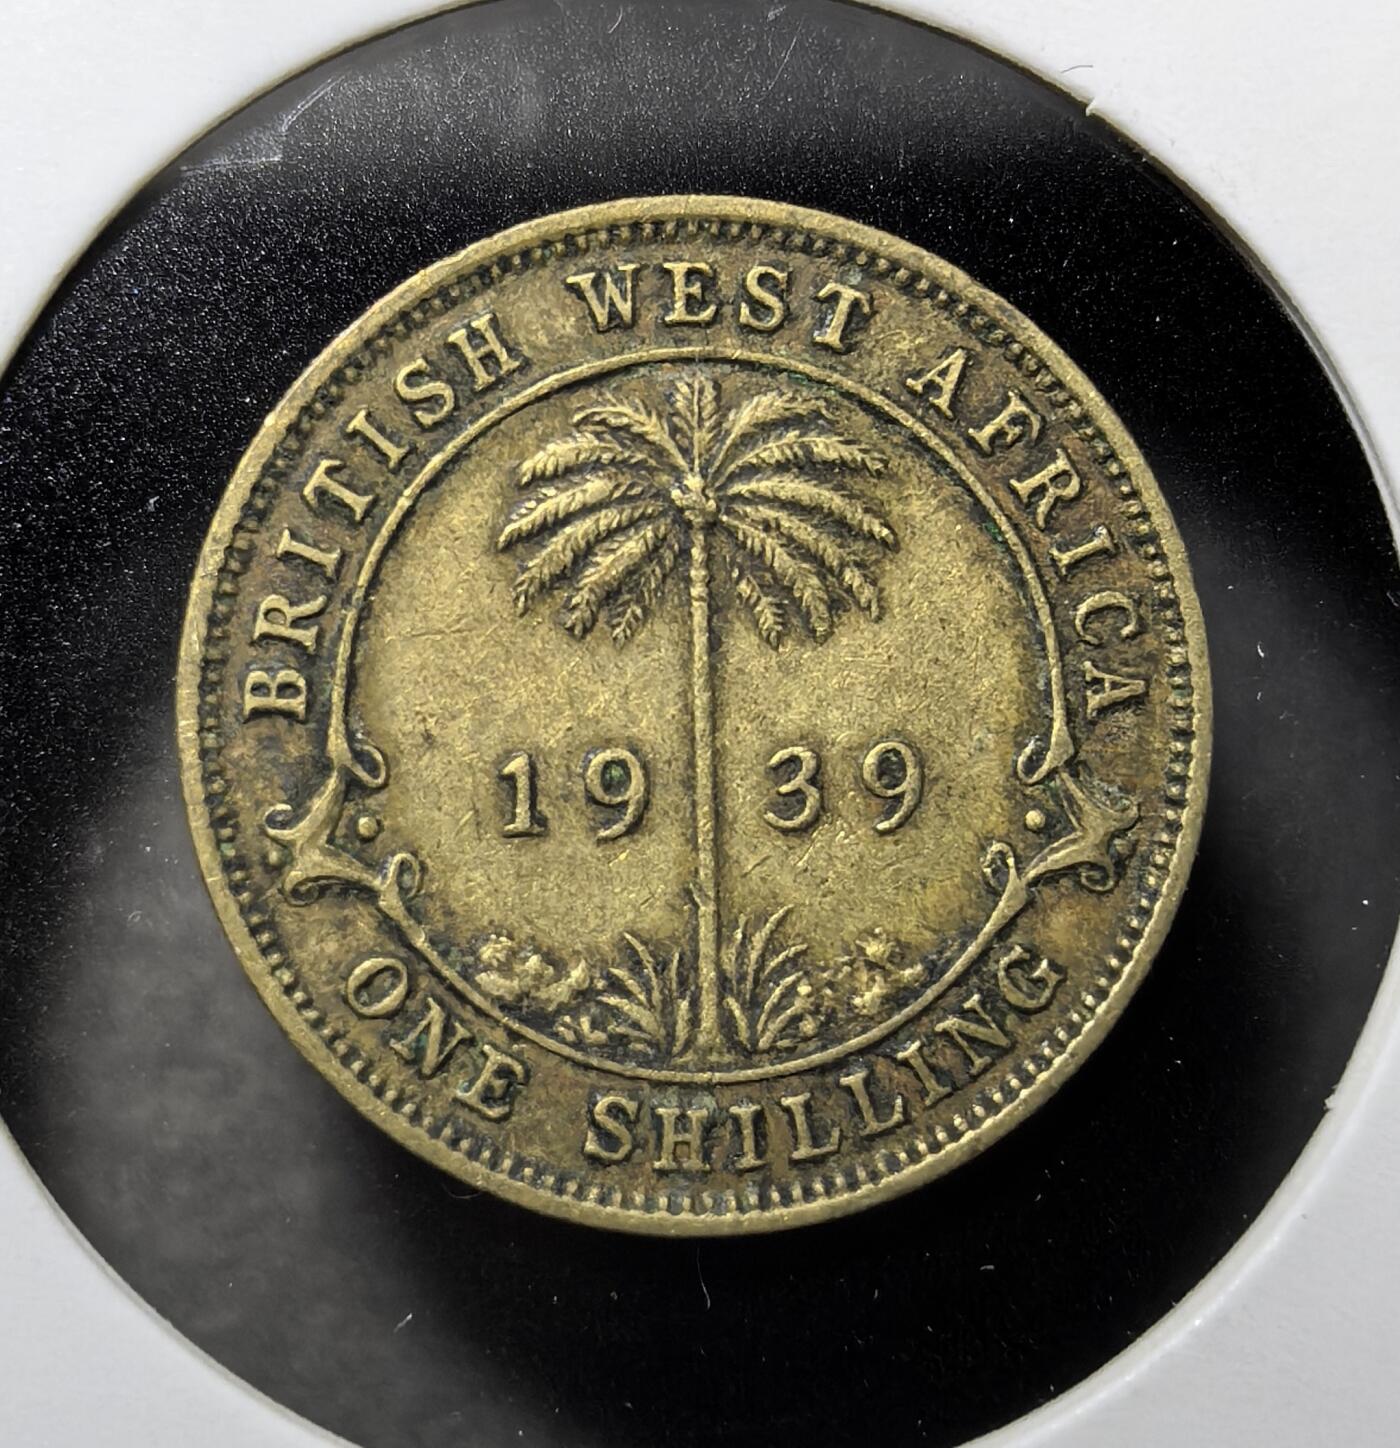 BRITISH WEST AFRICA
1939
ONE SHILLING